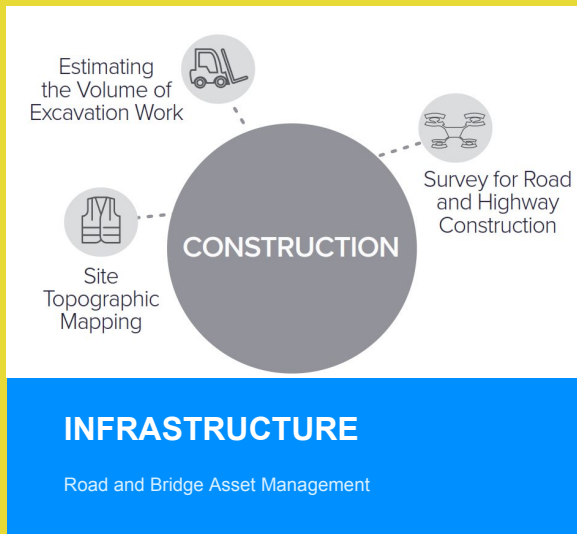 Estimating
the Volume of
Excavation Work
Survey for Road
and Highway
Construction
CONSTRUCTION
Site
Topographic
Mapping
INFRASTRUCTURE
Road and Bridge Asset Management